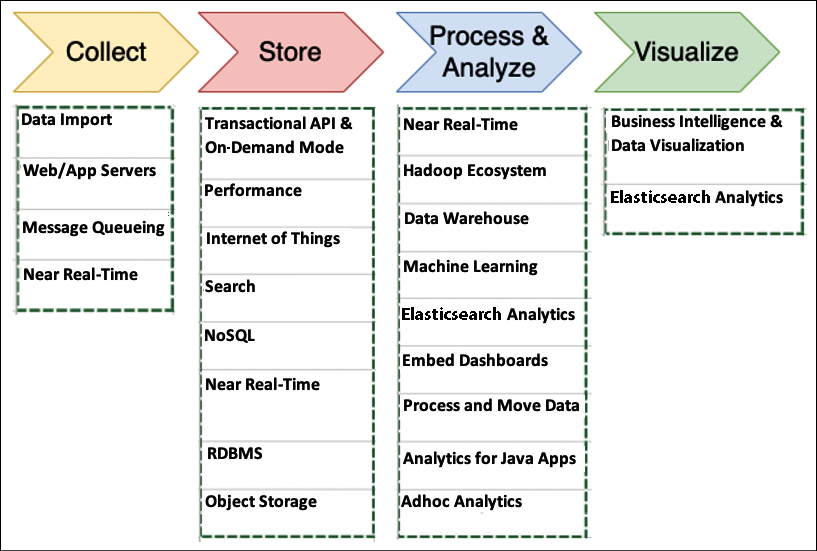 Collect
Store
Process &
Analyze
Visualize
Data Import
Web/App Servers
Message Queueing
Near Real-Time
Transactional API &
On-Demand Mode
Performance
Internet of Things
Search
NoSQL
Near Real-Time
RDBMS
Object Storage
Near Real-Time
Hadoop Ecosystem
Data Warehouse
Machine Learning
Elasticsearch Analytics
Embed Dashboards
Process and Move Data
Analytics for Java Apps
Adhoc Analytics
Business Intelligence &
Data Visualization
Elasticsearch Analytics